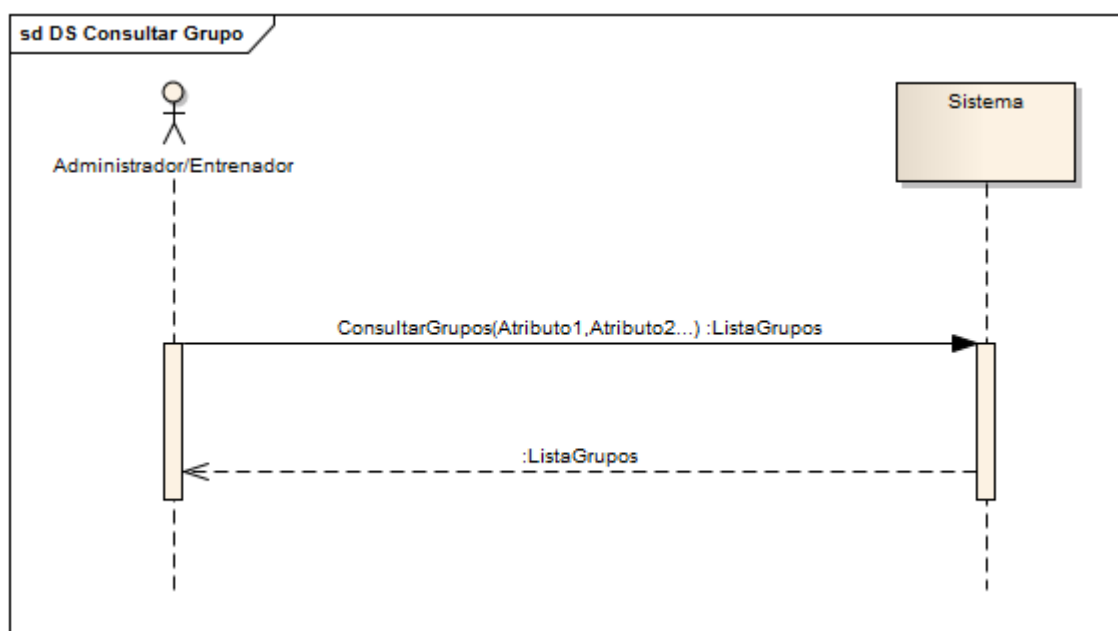 sd DS Consultar Grupo
Administrador/Entrenador
Sistema
ConsultarGrupos(Atributo1,Atributo2...) :ListaGrupos
:ListaGrupos